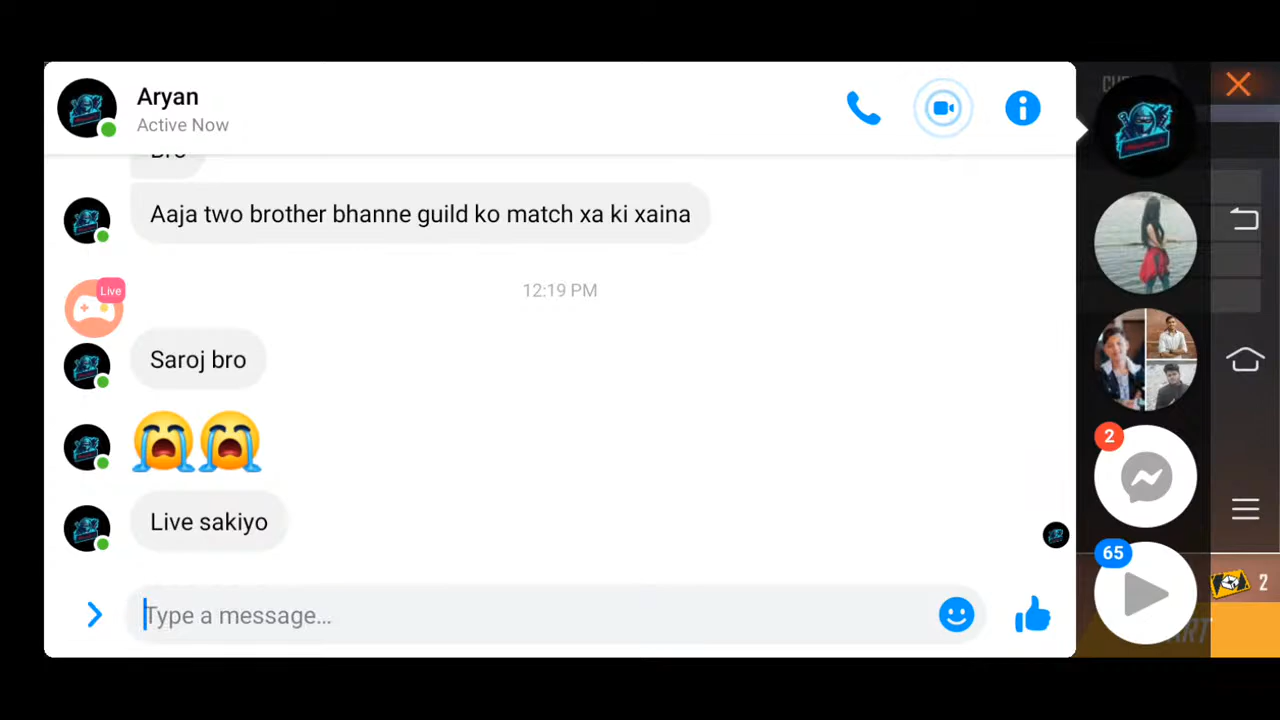 Aryan
Active Now
Bro
Aaja two brother bhanne guild ko match xa ki xaina
12:19 PM
Live
Saroj bro
😭😭
Live sakiyo
Type a message...
2
65
2